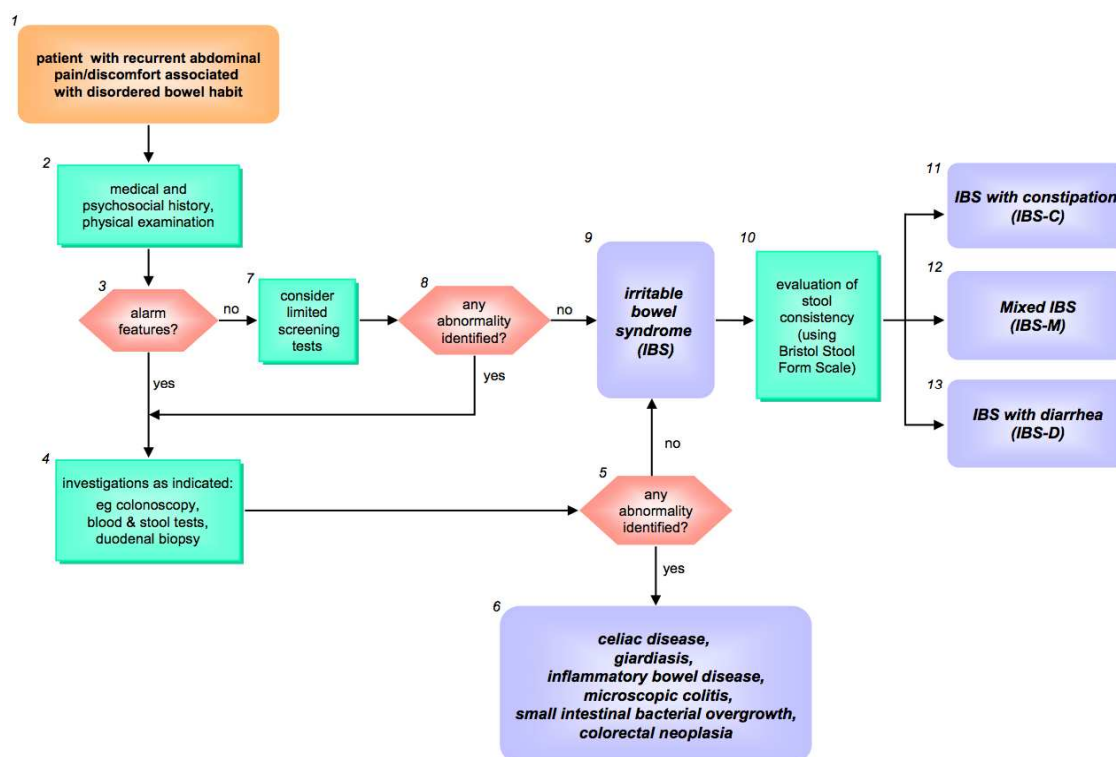 1
patient with recurrent abdominal
pain/discomfort associated
with disordered bowel habit
2
medical and
psychosocial history,
physical examination
3
alarm
features?
no
yes
7
consider
limited
screening
tests
8
any
abnormality
identified?
no
yes
4
investigations as indicated:
eg colonoscopy,
blood & stool tests,
duodenal biopsy
5
any
abnormality
identified?
no
yes
6
celiac disease,
giardiasis,
inflammatory bowel disease,
microscopic colitis,
small intestinal bacterial overgrowth,
colorectal neoplasia
9
irritable
bowel
syndrome
(IBS)
10
evaluation of
stool
consistency
(using
Bristol Stool
Form Scale)
11
IBS with constipation
(IBS-C)
12
Mixed IBS
(IBS-M)
13
IBS with diarrhea
(IBS-D)